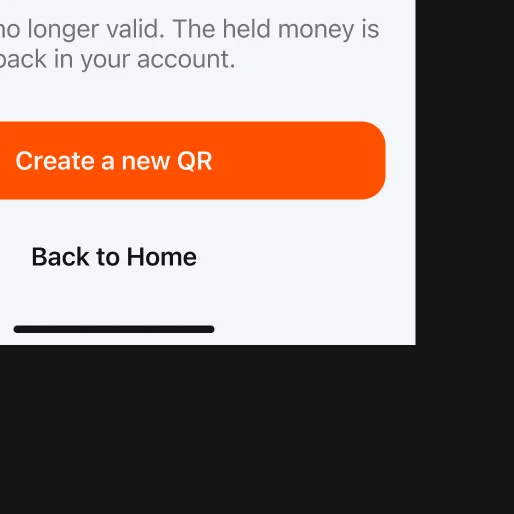 no longer valid. The held money is
back in your account.
Create a new QR
Back to Home